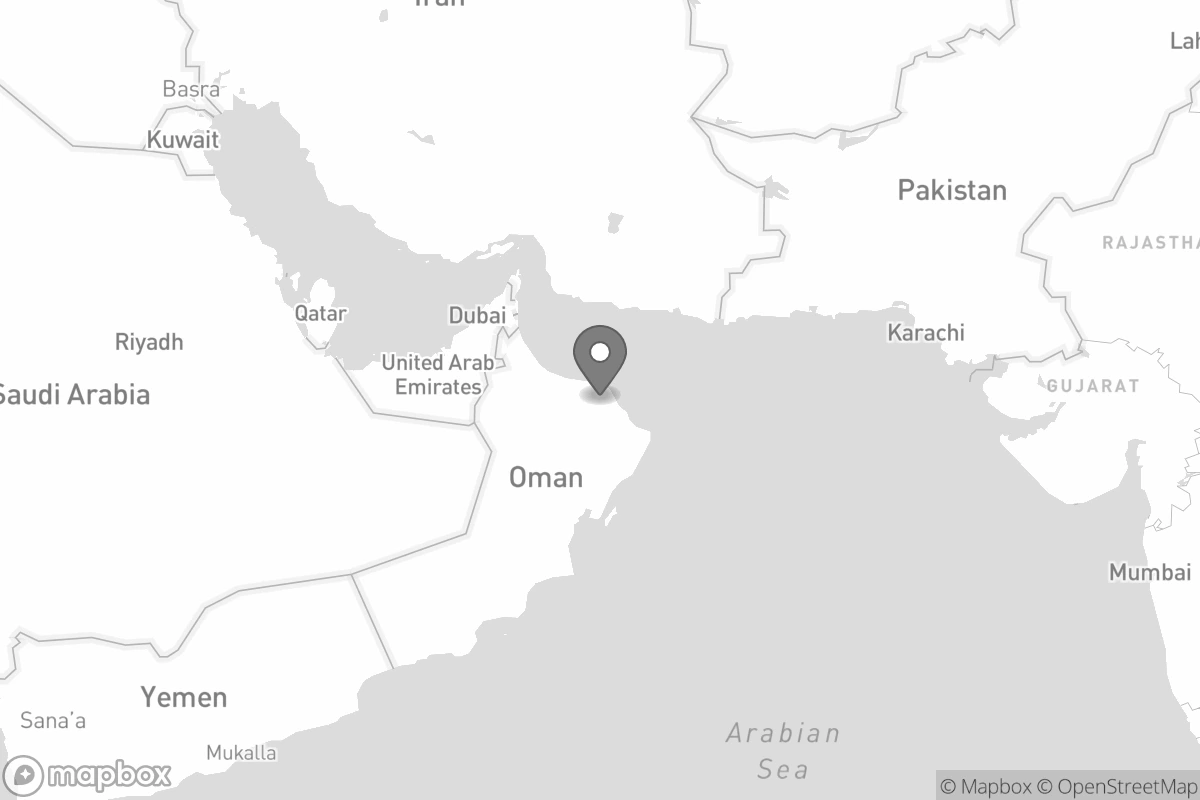 Iran
Lah
Basra
Kuwait
Pakistan
RAJASTHA
Qatar
Dubai
Karachi
Riyadh
United Arab
Emirates
GUJARAT
Saudi Arabia
Oman
Mumbai
Yemen
Sana'a
Arabian
Sea
Mukalla
mapbox
© Mapbox © OpenStreetMap